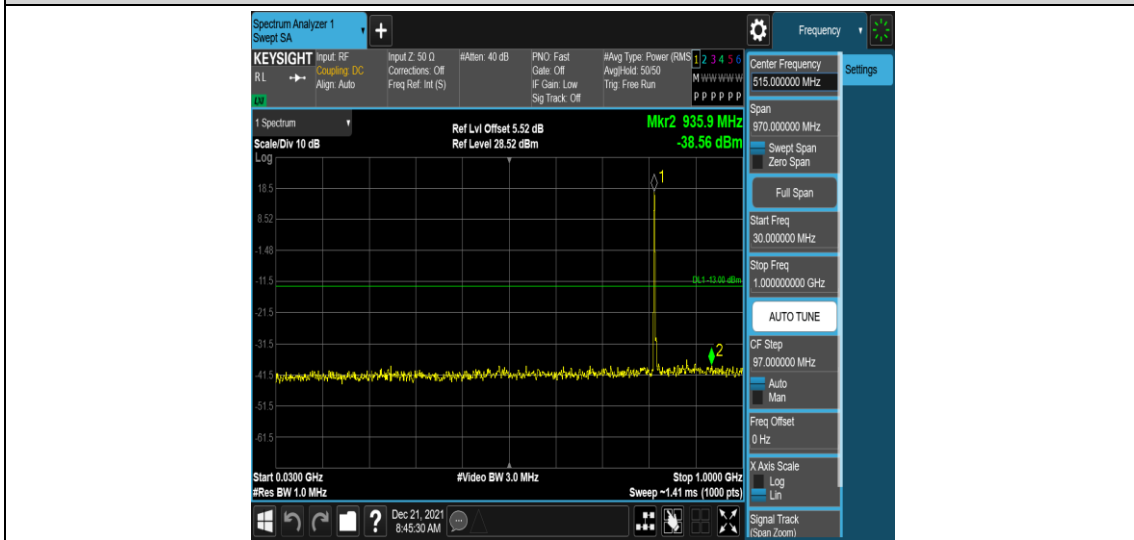 Spectrum Analyzer 1
Swept SA
+
Frequency
KEYSIGHT
RL
LXI
Input: RF
Coupling: DC
Align: Auto
Input Z: 50 Ω
Corrections: Off
Freq Ref: Int (S)
#Atten: 40 dB
PNO: Fast
Gate: Off
IF Gain: Low
Sig Track: Off
#Avg Type: Power (RMS
Avg|Hold: 50/50
Trig: Free Run
1 2 3 4 5 6
M W W W W W
P P P P P P
1 Spectrum
Scale/Div 10 dB
Log
Ref Lvl Offset 5.52 dB
Ref Level 28.52 dBm
Mkr2 935.9 MHz
-38.56 dBm
1
18.5
8.52
-1.48
-11.5
DL1 -13.00 dBm
-21.5
-31.5
2
-41.5
-51.5
-61.5
Start 0.0300 GHz
#Res BW 1.0 MHz
#Video BW 3.0 MHz
Stop 1.0000 GHz
Sweep ~1.41 ms (1000 pts)
Center Frequency
515.000000 MHz
Settings
Span
970.000000 MHz
Swept Span
Zero Span
Full Span
Start Freq
30.000000 MHz
Stop Freq
1.000000000 GHz
AUTO TUNE
CF Step
97.000000 MHz
Auto
Man
Freq Offset
0 Hz
X Axis Scale
Log
Lin
Signal Track
(Span Zoom)
?
Dec 21, 2021
8:45:30 AM